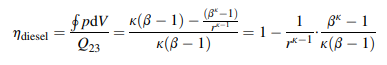 η_diesel = ∮pdV / Q_23 = (κ(β − 1) − (β^κ−1)/r^κ−1) / κ(β − 1) = 1 − 1/r^κ−1 · β^κ − 1 / κ(β − 1)